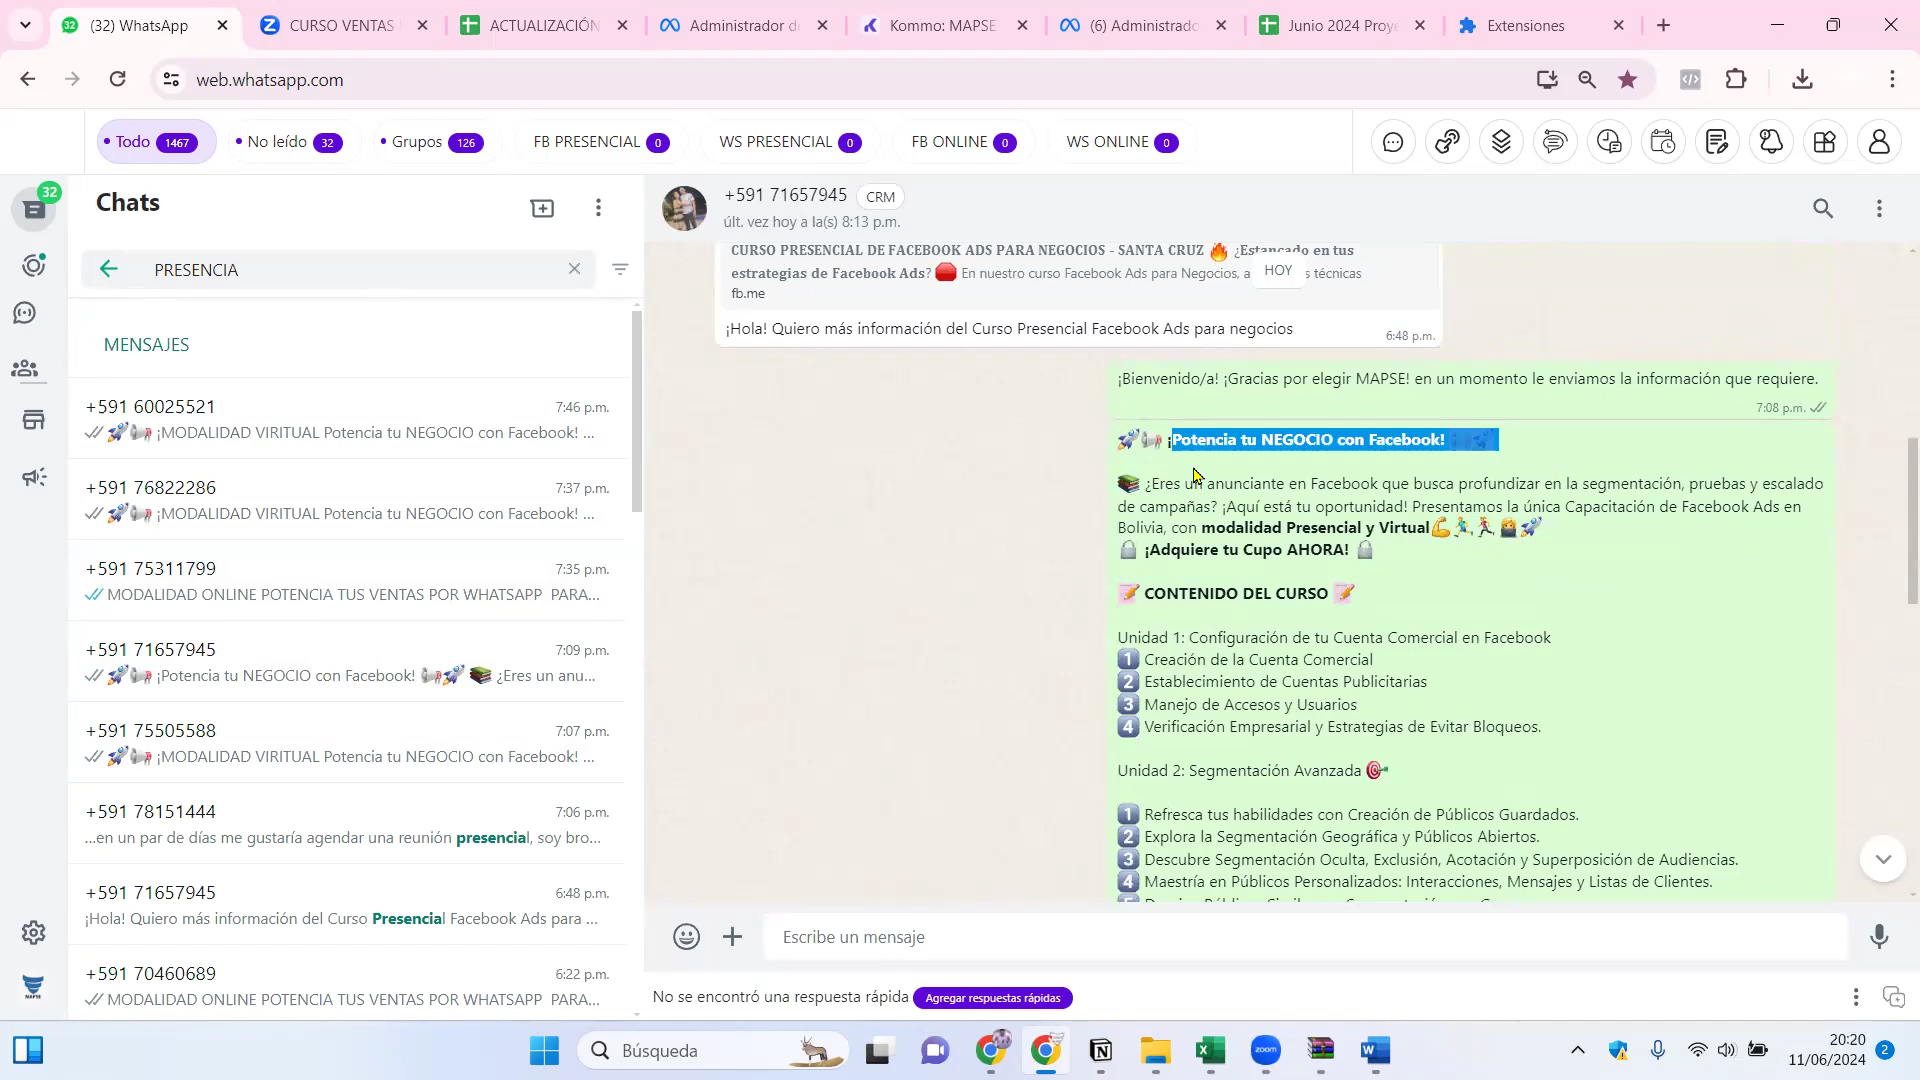 (32) WhatsApp
CURSO VENTAS
ACTUALIZACIÓN
Administrador de
Kommo: MAPSE
(6) Administrado
Junio 2024 Proye
Extensiones
web.whatsapp.com
Todo 1467
No leído 32
Grupos 126
FB PRESENCIAL 0
WS PRESENCIAL 0
FB ONLINE 0
WS ONLINE 0
32
Chats
PRESENCIA
MENSAJES
+591 60025521 7:46 p.m.
¡MODALIDAD VIRITUAL Potencia tu NEGOCIO con Facebook! ...
+591 76822286 7:37 p.m.
¡MODALIDAD VIRITUAL Potencia tu NEGOCIO con Facebook! ...
+591 75311799 7:35 p.m.
MODALIDAD ONLINE POTENCIA TUS VENTAS POR WHATSAPP PARA...
+591 71657945 7:09 p.m.
¡Potencia tu NEGOCIO con Facebook! 📢🚀 📚 ¿Eres un anu...
+591 75505588 7:07 p.m.
¡MODALIDAD VIRITUAL Potencia tu NEGOCIO con Facebook! ...
+591 78151444 7:06 p.m.
...en un par de días me gustaría agendar una reunión presencial, soy bro...
+591 71657945 6:48 p.m.
¡Hola! Quiero más información del Curso Presencial Facebook Ads para ...
+591 70460689 6:22 p.m.
MODALIDAD ONLINE POTENCIA TUS VENTAS POR WHATSAPP PARA...
MAPSE
+591 71657945 CRM
últ. vez hoy a la(s) 8:13 p.m.
CURSO PRESENCIAL DE FACEBOOK ADS PARA NEGOCIOS - SANTA CRUZ 🔥 ¿Estancado en tus
estrategias de Facebook Ads? 🛑 En nuestro curso Facebook Ads para Negocios, a s técnicas
HOY
fb.me
¡Hola! Quiero más información del Curso Presencial Facebook Ads para negocios
6:48 p.m.
¡Bienvenido/a! ¡Gracias por elegir MAPSE! en un momento le enviamos la información que requiere.
7:08 p.m.
🚀📢 ¡Potencia tu NEGOCIO con Facebook! 📢🚀
📚 ¿Eres un anunciante en Facebook que busca profundizar en la segmentación, pruebas y escalado
de campañas? ¡Aquí está tu oportunidad! Presentamos la única Capacitación de Facebook Ads en
Bolivia, con modalidad Presencial y Virtual
🔒 ¡Adquiere tu Cupo AHORA! 🔒
📝 CONTENIDO DEL CURSO 📝
Unidad 1: Configuración de tu Cuenta Comercial en Facebook
1 Creación de la Cuenta Comercial
2 Establecimiento de Cuentas Publicitarias
3 Manejo de Accesos y Usuarios
4 Verificación Empresarial y Estrategias de Evitar Bloqueos.
Unidad 2: Segmentación Avanzada 🎯
1 Refresca tus habilidades con Creación de Públicos Guardados.
2 Explora la Segmentación Geográfica y Públicos Abiertos.
3 Descubre Segmentación Oculta, Exclusión, Acotación y Superposición de Audiencias.
4 Maestría en Públicos Personalizados: Interacciones, Mensajes y Listas de Clientes.
Escribe un mensaje
No se encontró una respuesta rápida Agregar respuestas rápidas
Búsqueda
zoom
20:20
11/06/2024
2